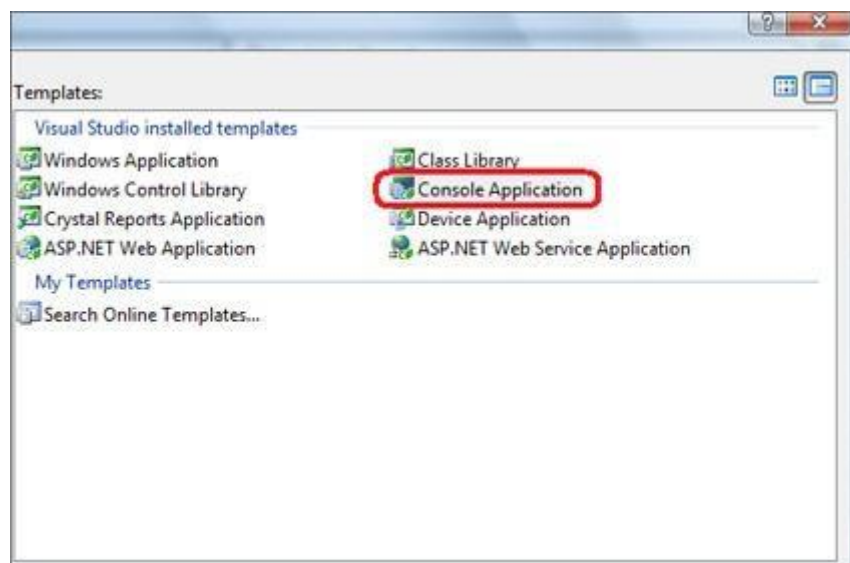 Templates:
Visual Studio installed templates
Windows Application
Class Library
Windows Control Library
Console Application
Crystal Reports Application
Device Application
ASP.NET Web Application
ASP.NET Web Service Application
My Templates
Search Online Templates...